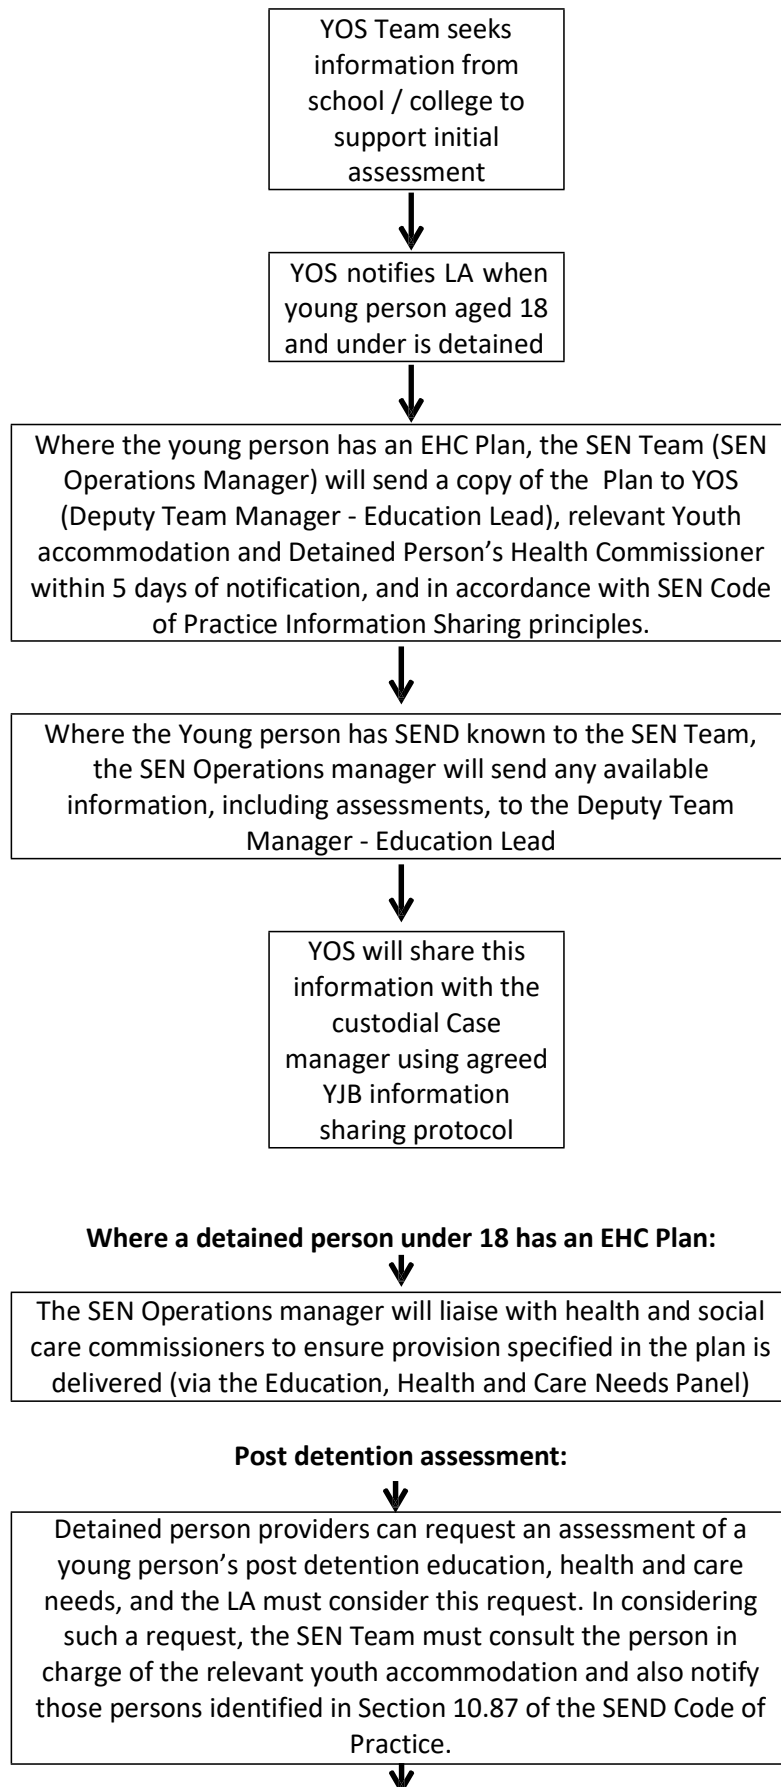 YOS Team seeks
information from
school / college to
support initial
assessment
YOS notifies LA when
young person aged 18
and under is detained
Where the young person has an EHC Plan, the SEN Team (SEN
Operations Manager) will send a copy of the Plan to YOS
(Deputy Team Manager - Education Lead), relevant Youth
accommodation and Detained Person’s Health Commissioner
within 5 days of notification, and in accordance with SEN Code
of Practice Information Sharing principles.
Where the Young person has SEND known to the SEN Team,
the SEN Operations manager will send any available
information, including assessments, to the Deputy Team
Manager - Education Lead
YOS will share this
information with the
custodial Case
manager using agreed
YJB information
sharing protocol
Where a detained person under 18 has an EHC Plan:
The SEN Operations manager will liaise with health and social
care commissioners to ensure provision specified in the plan is
delivered (via the Education, Health and Care Needs Panel)
Post detention assessment:
Detained person providers can request an assessment of a
young person’s post detention education, health and care
needs, and the LA must consider this request. In considering
such a request, the SEN Team must consult the person in
charge of the relevant youth accommodation and also notify
those persons identified in Section 10.87 of the SEND Code of
Practice.